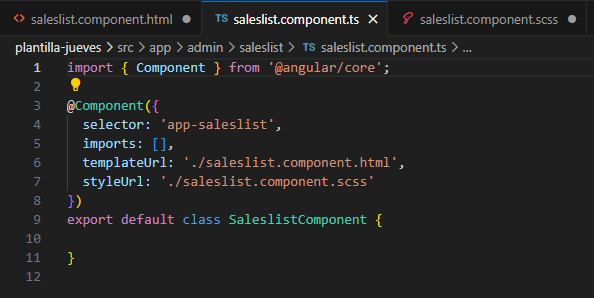 <> saleslist.component.html TS saleslist.component.ts saleslist.component.scss
plantilla-jueves > src > app > admin > saleslist > TS saleslist.component.ts > ...
1 import { Component } from '@angular/core';
2
3 @Component({
4   selector: 'app-saleslist',
5   imports: [],
6   templateUrl: './saleslist.component.html',
7   styleUrl: './saleslist.component.scss'
8 })
9 export default class SaleslistComponent {
10
11 }
12